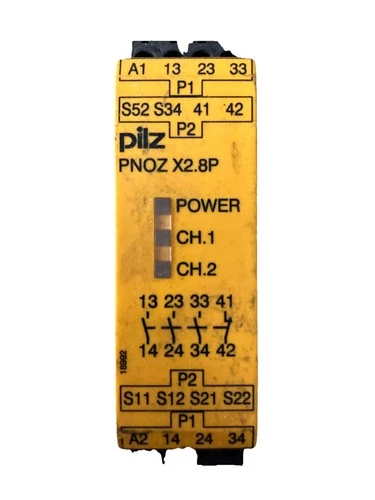 A1 13 23 33
P1
S52 S34 41 42
P2
pilz
PNOZ X2.8P
POWER
CH.1
CH.2
13 23 33 41
14 24 34 42
18992
P2
S11 S12 S21 S22
P1
A2 14 24 34